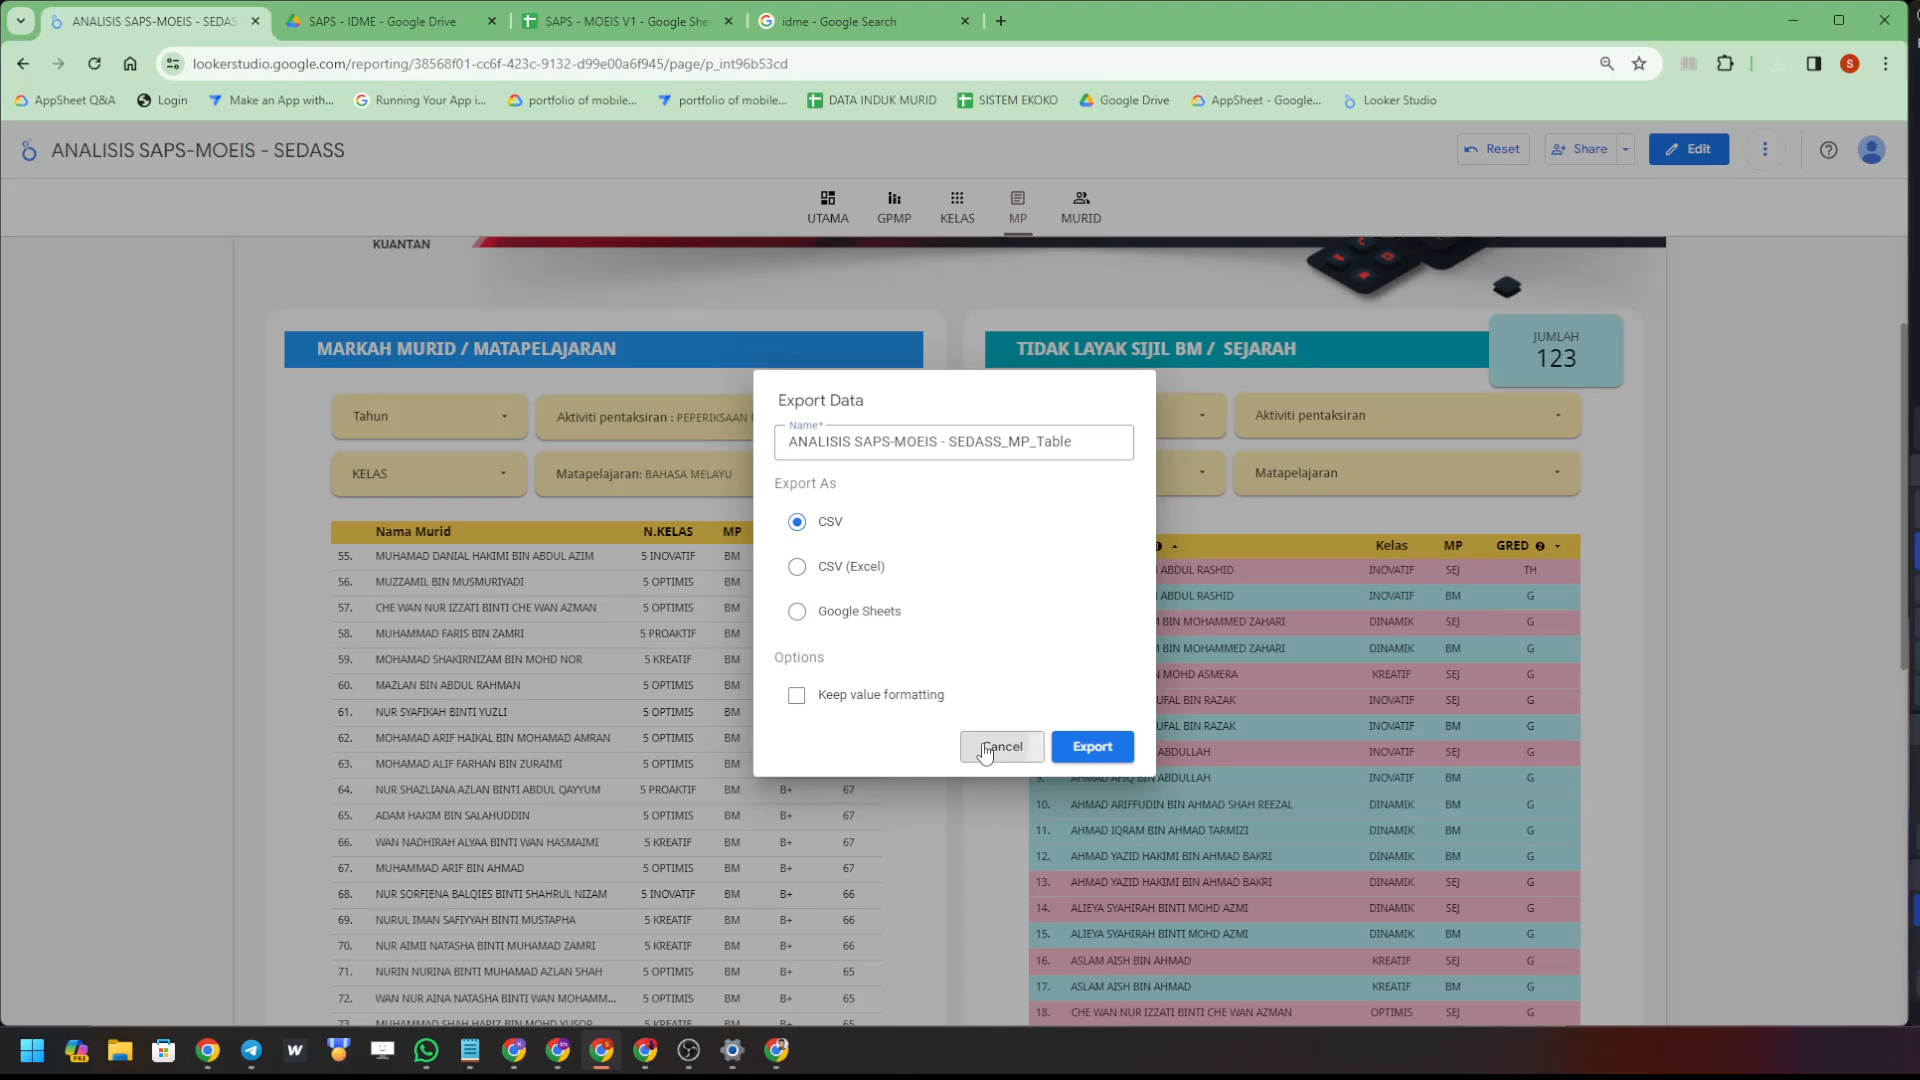 ANALISIS SAPS-MOEIS - SEDAS
SAPS - IDME - Google Drive
SAPS - MOEIS V1 - Google She
idme - Google Search
lookerstudio.google.com/reporting/38568f01-cc6f-423c-9132-d99e00a6f945/page/p_int96b53cd
S
AppSheet Q&A
Login
Make an App with...
Running Your App i...
portfolio of mobile...
portfolio of mobile...
DATA INDUK MURID
SISTEM EKOKO
Google Drive
AppSheet - Google...
Looker Studio
ANALISIS SAPS-MOEIS - SEDASS
Reset
Share
Edit
UTAMA
GPMP
KELAS
MP
MURID
KUANTAN
MARKAH MURID / MATAPELAJARAN
Tahun
Aktiviti pentaksiran : PEPERIKSAAN
KELAS
Matapelajaran: BAHASA MELAYU
Nama Murid N.KELAS MP
55. MUHAMAD DANIAL HAKIMI BIN ABDUL AZIM 5 INOVATIF BM
56. MUZZAMIL BIN MUSMURIYADI 5 OPTIMIS BM
57. CHE WAN NUR IZZATI BINTI CHE WAN AZMAN 5 OPTIMIS BM
58. MUHAMMAD FARIS BIN ZAMRI 5 PROAKTIF BM
59. MOHAMAD SHAKIRNIZAM BIN MOHD NOR 5 KREATIF BM
60. MAZLAN BIN ABDUL RAHMAN 5 OPTIMIS BM
61. NUR SYAFIKAH BINTI YUZLI 5 OPTIMIS BM
62. MOHAMAD ARIF HAIKAL BIN MOHAMAD AMRAN 5 OPTIMIS BM
63. MOHAMAD ALIF FARHAN BIN ZURAIMI 5 OPTIMIS BM
64. NUR SHAZLIANA AZLAN BINTI ABDUL QAYYUM 5 PROAKTIF BM B+ 67
65. ADAM HAKIM BIN SALAHUDDIN 5 OPTIMIS BM B+ 67
66. WAN NADHIRAH ALYAA BINTI WAN HASMAIMI 5 KREATIF BM B+ 67
67. MUHAMMAD ARIF BIN AHMAD 5 OPTIMIS BM B+ 67
68. NUR SORFIENA BALQIES BINTI SHAHRUL NIZAM 5 INOVATIF BM B+ 66
69. NURUL IMAN SAFIYYAH BINTI MUSTAPHA 5 KREATIF BM B+ 66
70. NUR AIMII NATASHA BINTI MUHAMAD ZAMRI 5 KREATIF BM B+ 66
71. NURIN NURINA BINTI MUHAMAD AZLAN SHAH 5 OPTIMIS BM B+ 65
72. WAN NUR AINA NATASHA BINTI WAN MOHAMM... 5 OPTIMIS BM B+ 65
73. MUHAMMAD SHAH HARIZ BIN MOHD YUSOP 5 KREATIF BM B+ 65
Export Data
Name*
ANALISIS SAPS-MOEIS - SEDASS_MP_Table
Export As
CSV
CSV (Excel)
Google Sheets
Options
Keep value formatting
Cancel
Export
TIDAK LAYAK SIJIL BM / SEJARAH
JUMLAH
123
Aktiviti pentaksiran
Matapelajaran
Kelas MP GRED
ABDUL RASHID INOVATIF SEJ TH
ABDUL RASHID INOVATIF BM G
BIN MOHAMMED ZAHARI DINAMIK SEJ G
BIN MOHAMMED ZAHARI DINAMIK BM G
MOHD ASMERA KREATIF SEJ G
UFAL BIN RAZAK INOVATIF SEJ G
UFAL BIN RAZAK INOVATIF BM G
ABDULLAH INOVATIF SEJ G
9. AHMAD AFIQ BIN ABDULLAH INOVATIF BM G
10. AHMAD ARIFFUDIN BIN AHMAD SHAH REEZAL DINAMIK BM G
11. AHMAD IQRAM BIN AHMAD TARMIZI DINAMIK BM G
12. AHMAD YAZID HAKIMI BIN AHMAD BAKRI DINAMIK BM G
13. AHMAD YAZID HAKIMI BIN AHMAD BAKRI DINAMIK SEJ G
14. ALIEYA SYAHIRAH BINTI MOHD AZMI DINAMIK SEJ G
15. ALIEYA SYAHIRAH BINTI MOHD AZMI DINAMIK BM G
16. ASLAM AISH BIN AHMAD KREATIF SEJ G
17. ASLAM AISH BIN AHMAD KREATIF BM G
18. CHE WAN NUR IZZATI BINTI CHE WAN AZMAN OPTIMIS SEJ G
PRE
W